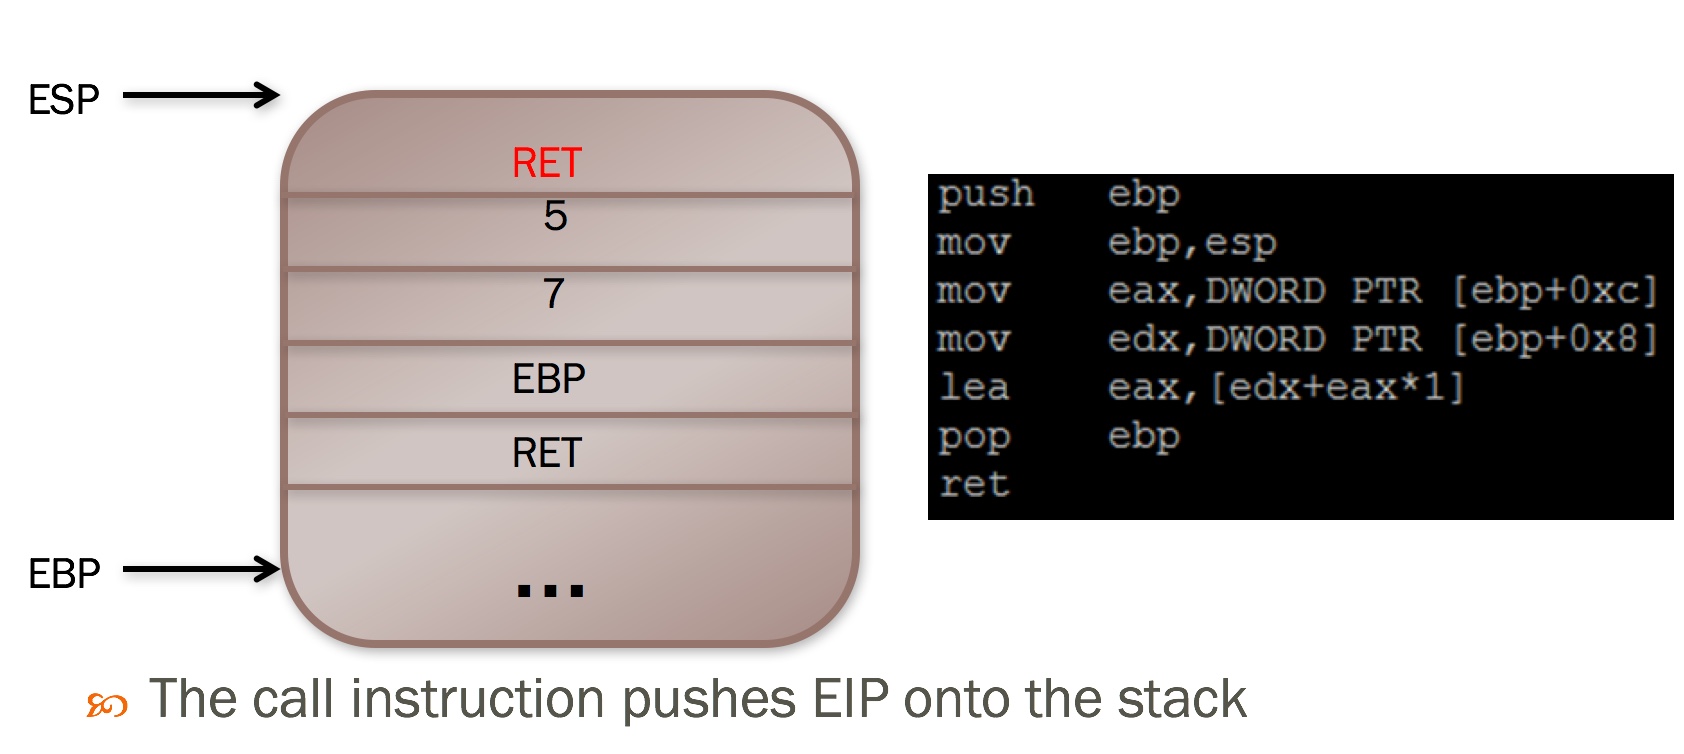 ESP
RET
5
7
EBP
RET
...
EBP
push ebp
mov ebp,esp
mov eax,DWORD PTR [ebp+0xc]
mov edx,DWORD PTR [ebp+0x8]
lea eax,[edx+eax*1]
pop ebp
ret
The call instruction pushes EIP onto the stack